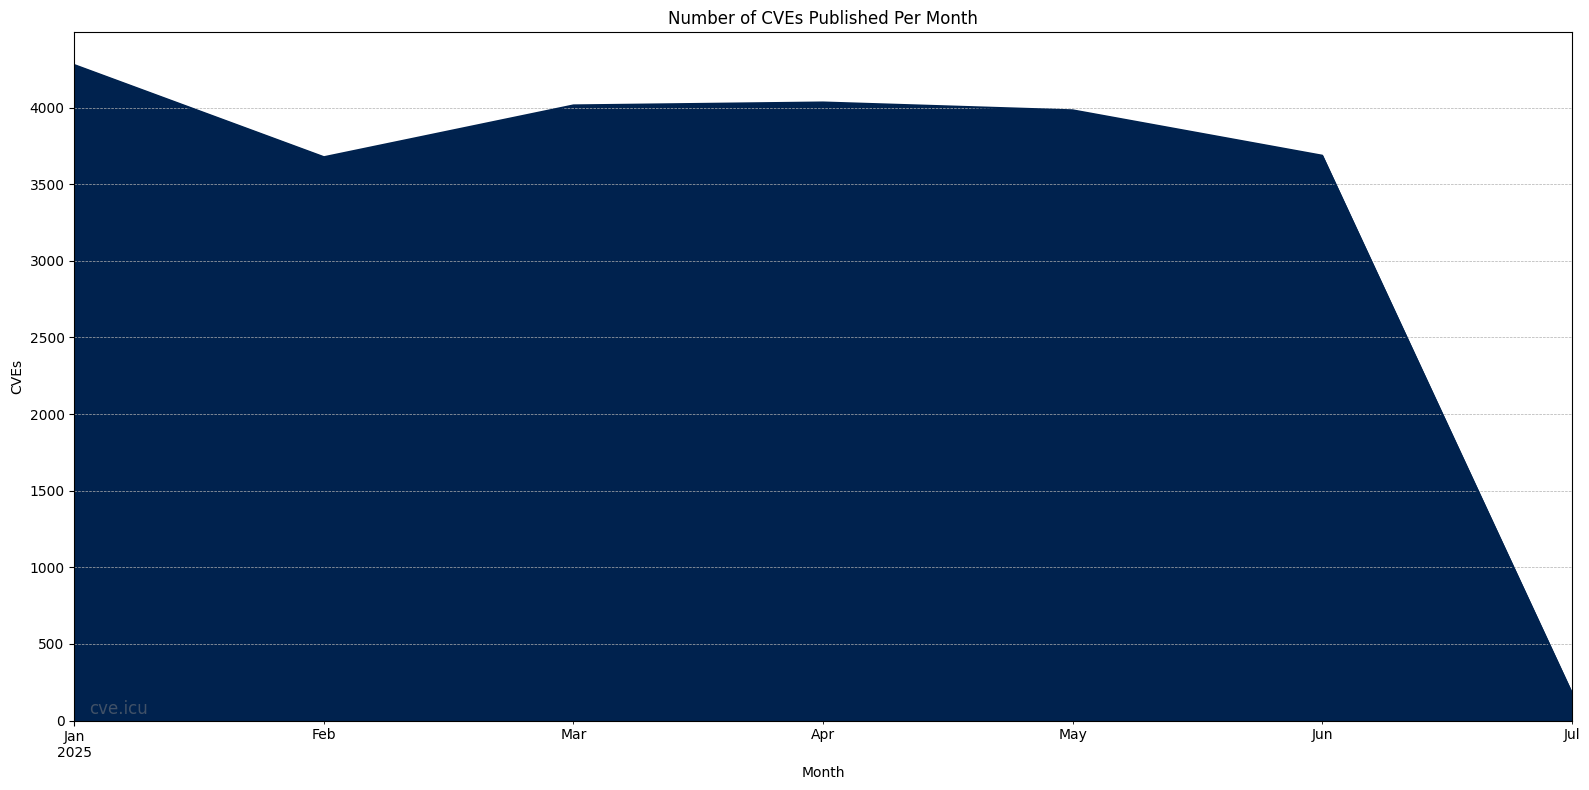 Number of CVEs Published Per Month
CVEs
4000
3500
3000
2500
2000
1500
1000
500
0
cve.icu
Jan
2025
Feb
Mar
Apr
May
Jun
Jul
Month